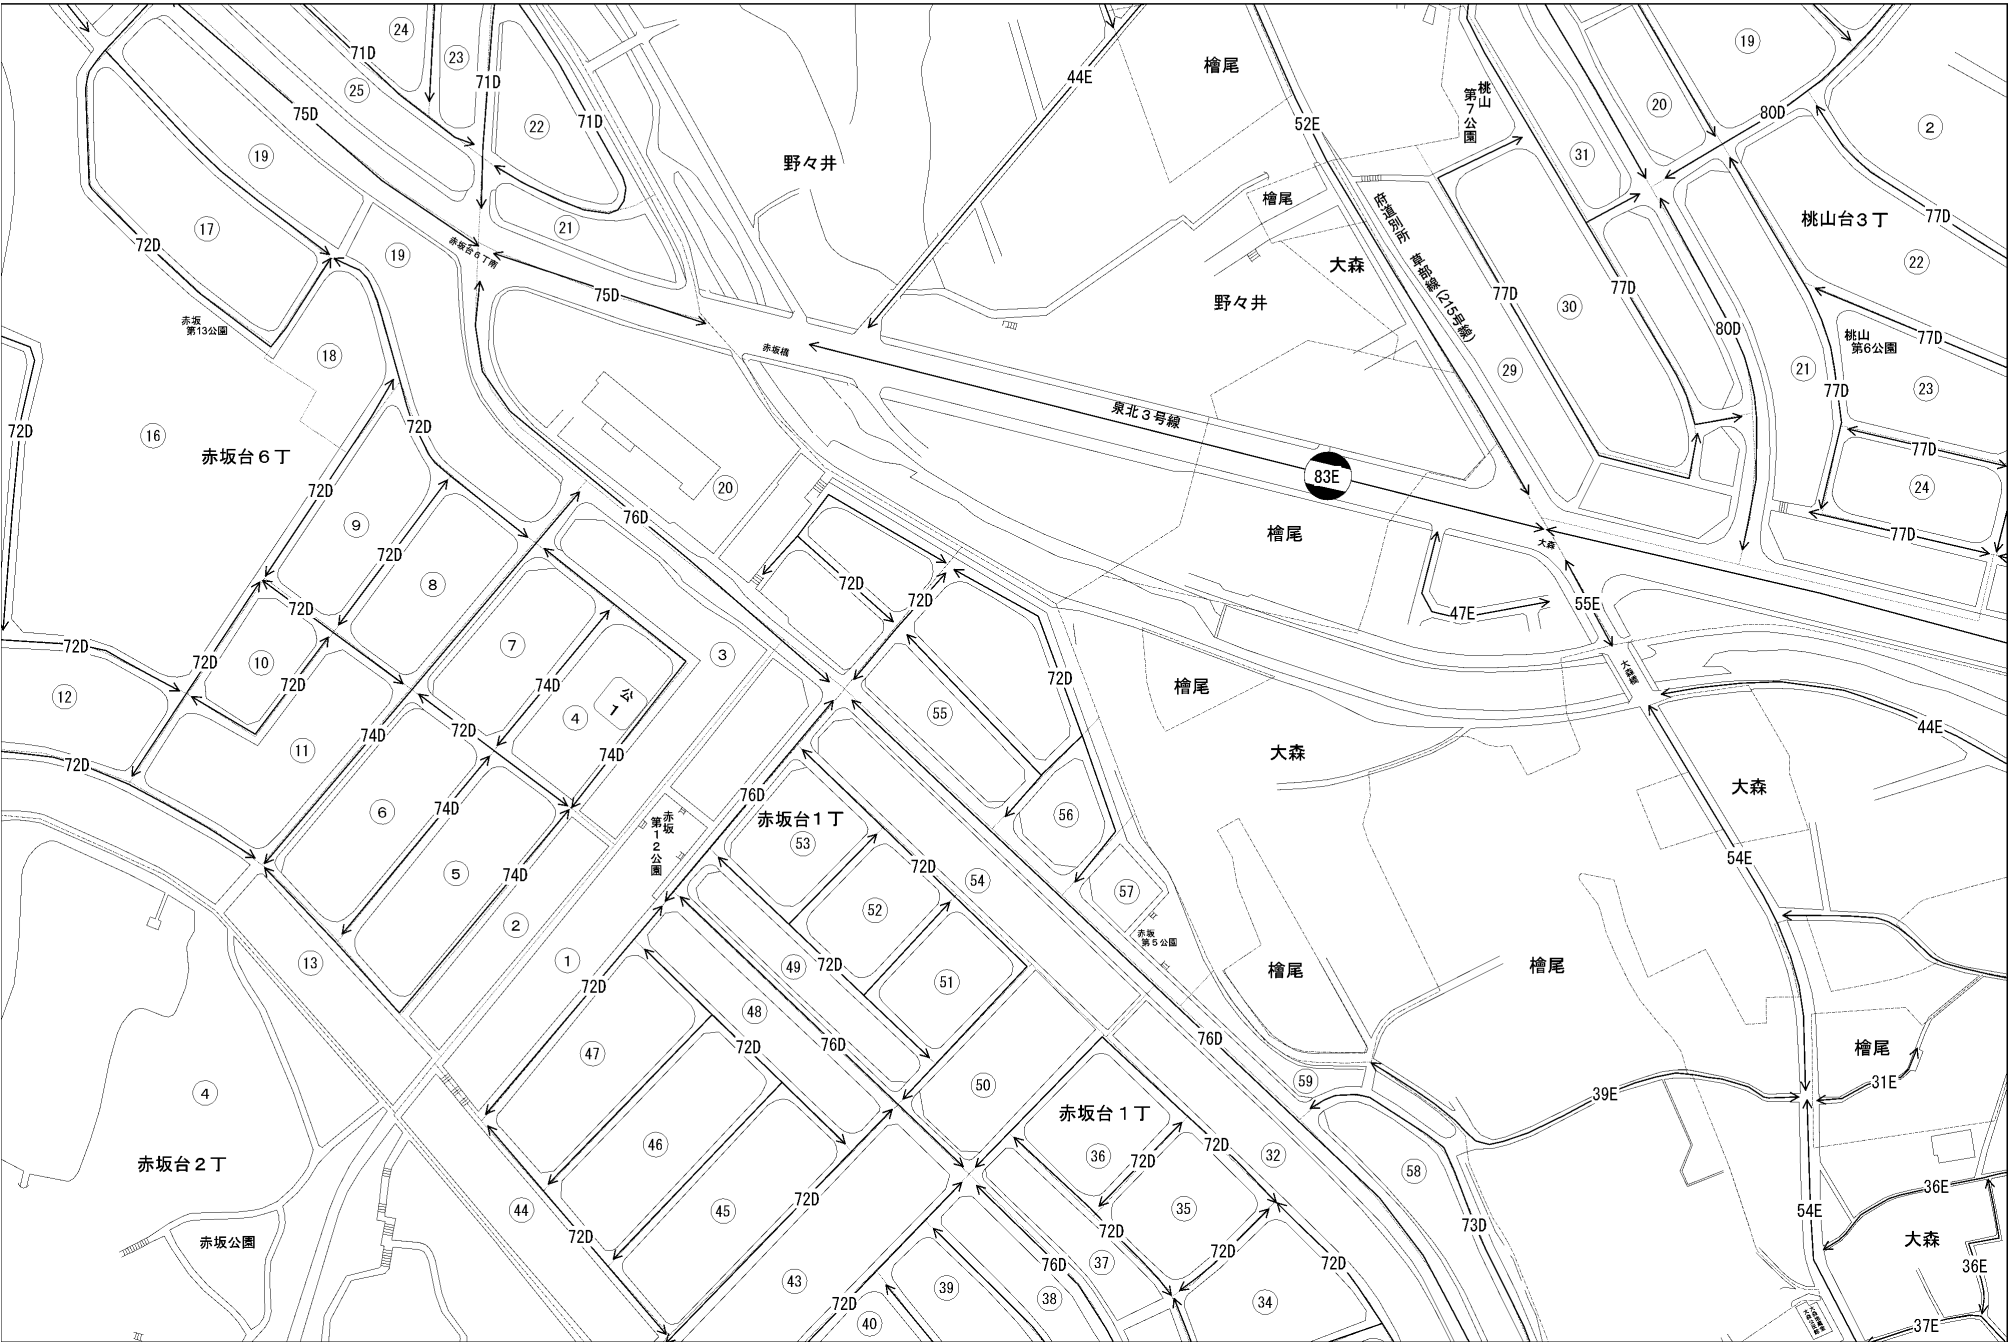 24
23
71D
71D
25
75D
22
71D
19
野々井
44E
檜尾
52E
桃山
第7公園
19
20
80D
2
31
檜尾
17
72D
19
21
赤坂台6丁南
75D
府道別所 草部線(215号線)
大森
野々井
77D
30
77D
桃山台3丁
77D
22
赤坂
第13公園
18
赤坂橋
80D
77D
桃山
第6公園
29
21
77D
23
72D
16
赤坂台6丁
72D
泉北3号線
77D
72D
20
83E
24
9
76D
檜尾
大森
77D
72D
8
72D
72D
72D
47E
55E
72D
72D
10
7
3
72D
大森駅
12
72D
74D
公
1
4
55
檜尾
74D
72D
11
74D
大森
44E
72D
76D
大森
6
74D
赤坂
第12公園
赤坂台1丁
53
56
54E
5
74D
72D
54
57
2
52
赤坂
第5公園
13
1
49
72D
檜尾
檜尾
72D
51
48
76D
76D
47
72D
檜尾
4
50
59
39E
31E
赤坂台1丁
46
72D
32
赤坂台2丁
36
72D
58
72D
36E
44
45
35
73D
54E
赤坂公園
72D
72D
72D
大森
76D
37
72D
36E
43
39
38
34
72D
40
37E